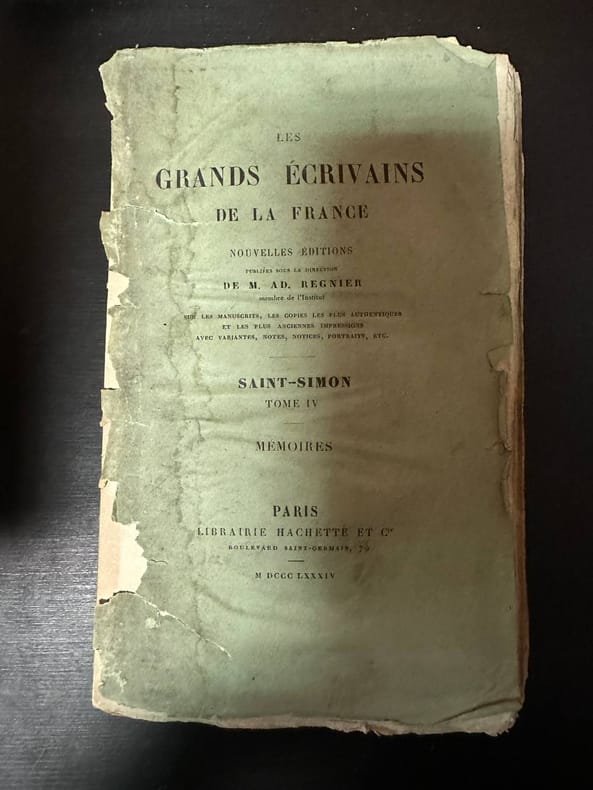 LES
GRANDS ÉCRIVAINS
DE LA FRANCE
NOUVELLES ÉDITIONS
PUBLIÉES SOUS LA DIRECTION
DE M. AD. REGNIER
membre de l'Institut
SUR LES MANUSCRITS, LES COPIES LES PLUS AUTHENTIQUES
ET LES PLUS ANCIENNES IMPRESSIONS
AVEC VARIANTES, NOTES, NOTICES, PORTRAITS, ETC.
SAINT-SIMON
TOME IV
MÉMOIRES
PARIS
LIBRAIRIE HACHETTE ET Cie
BOULEVARD SAINT-GERMAIN, 79
M DCCC LXXXIV